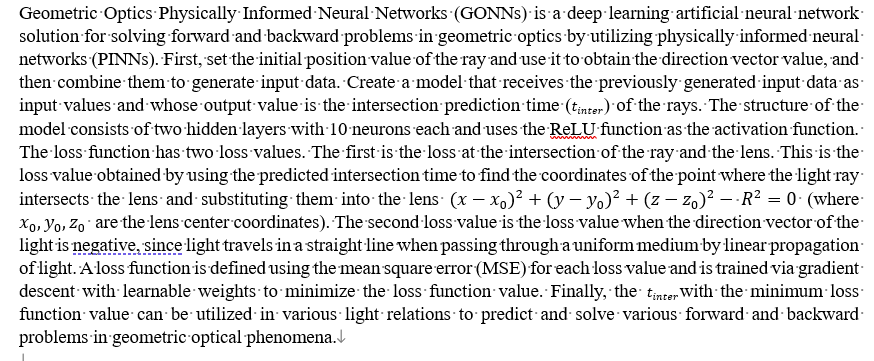 Geometric Optics Physically Informed Neural Networks (GONNs) is a deep learning artificial neural network
solution for solving forward and backward problems in geometric optics by utilizing physically informed neural
networks (PINNs). First, set the initial position value of the ray and use it to obtain the direction vector value, and
then combine them to generate input data. Create a model that receives the previously generated input data as
input values and whose output value is the intersection prediction time (t_inter) of the rays. The structure of the
model consists of two hidden layers with 10 neurons each and uses the ReLU function as the activation function.
The loss function has two loss values. The first is the loss at the intersection of the ray and the lens. This is the
loss value obtained by using the predicted intersection time to find the coordinates of the point where the light ray
intersects the lens and substituting them into the lens (x − x₀)² + (y − y₀)² + (z − z₀)² − R² = 0 (where
x₀, y₀, z₀ are the lens center coordinates). The second loss value is the loss value when the direction vector of the
light is negative, since light travels in a straight line when passing through a uniform medium by linear propagation
of light. A loss function is defined using the mean square error (MSE) for each loss value and is trained via gradient
descent with learnable weights to minimize the loss function value. Finally, the t_inter with the minimum loss
function value can be utilized in various light relations to predict and solve various forward and backward
problems in geometric optical phenomena.↓